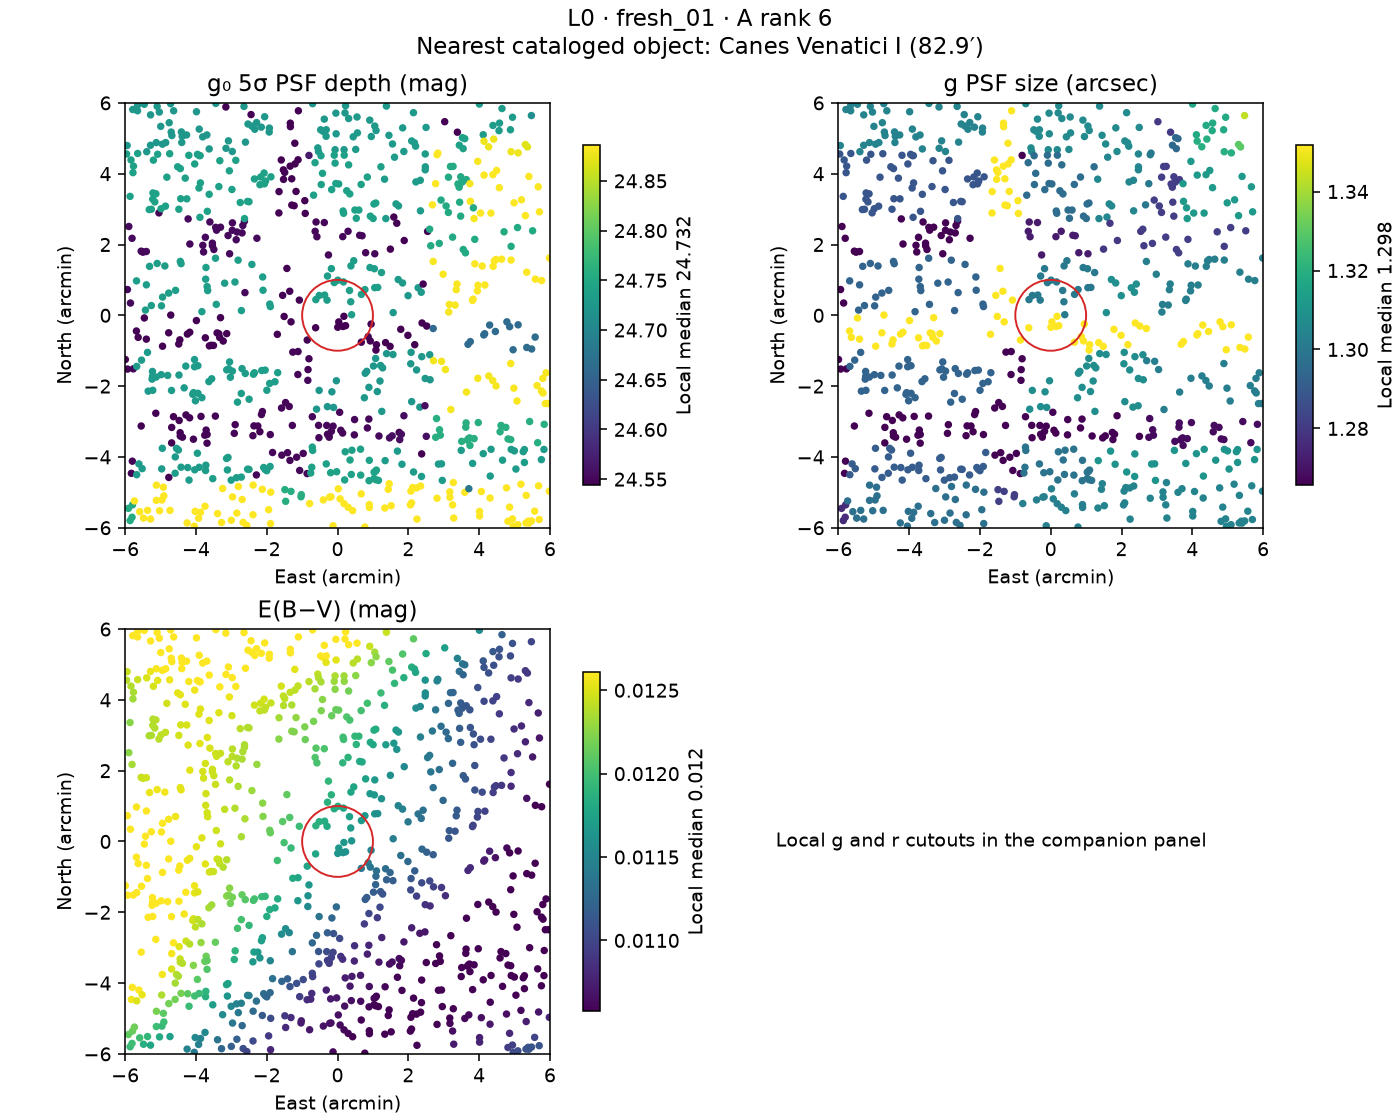 L0 · fresh_01 · A rank 6
Nearest cataloged object: Canes Venatici I (82.9′)
g₀ 5σ PSF depth (mag)
6
4
2
0
−2
−4
−6
North (arcmin)
−6 −4 −2 0 2 4 6
East (arcmin)
24.85
24.80
24.75
24.70
24.65
24.60
24.55
Local median 24.732
g PSF size (arcsec)
6
4
2
0
−2
−4
−6
North (arcmin)
−6 −4 −2 0 2 4 6
East (arcmin)
1.34
1.32
1.30
1.28
Local median 1.298
E(B−V) (mag)
6
4
2
0
−2
−4
−6
North (arcmin)
−6 −4 −2 0 2 4 6
East (arcmin)
0.0125
0.0120
0.0115
0.0110
Local median 0.012
Local g and r cutouts in the companion panel